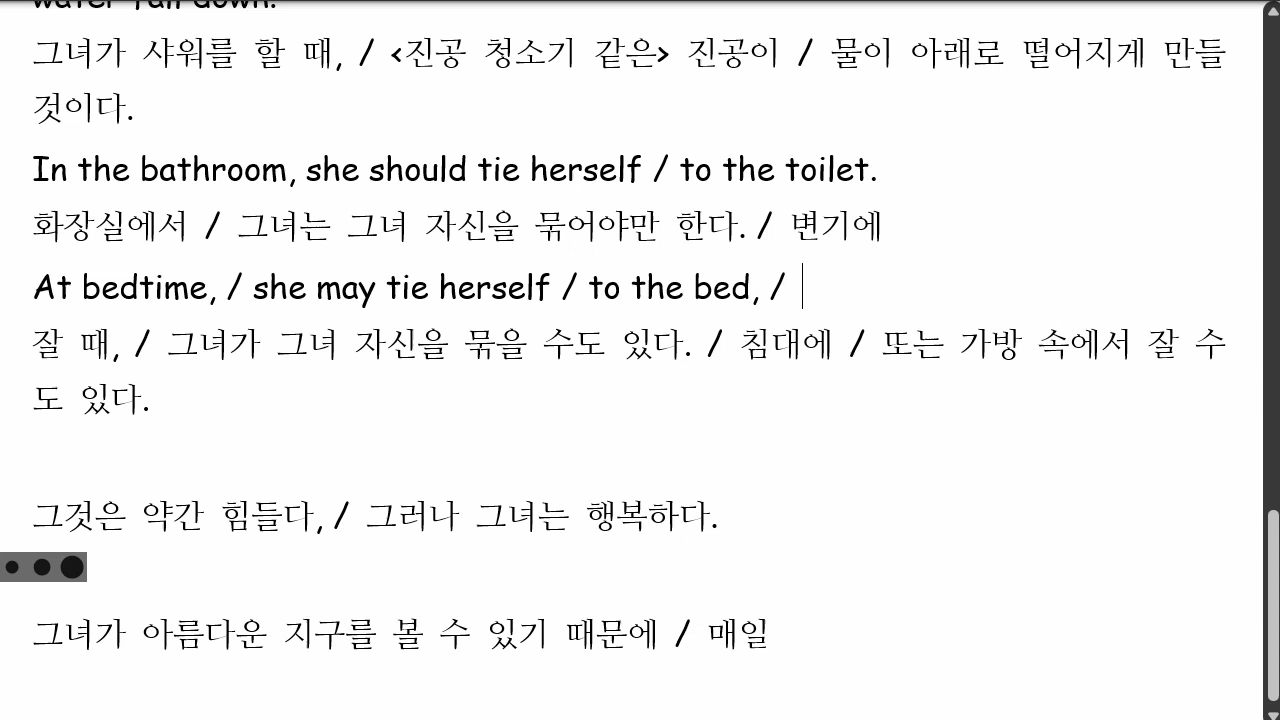 water fall down.
그녀가 샤워를 할 때, / <진공 청소기 같은> 진공이 / 물이 아래로 떨어지게 만들
것이다.
In the bathroom, she should tie herself / to the toilet.
화장실에서 / 그녀는 그녀 자신을 묶어야만 한다. / 변기에
At bedtime, / she may tie herself / to the bed, /
잘 때, / 그녀가 그녀 자신을 묶을 수도 있다. / 침대에 / 또는 가방 속에서 잘 수
도 있다.
그것은 약간 힘들다, / 그러나 그녀는 행복하다.
그녀가 아름다운 지구를 볼 수 있기 때문에 / 매일